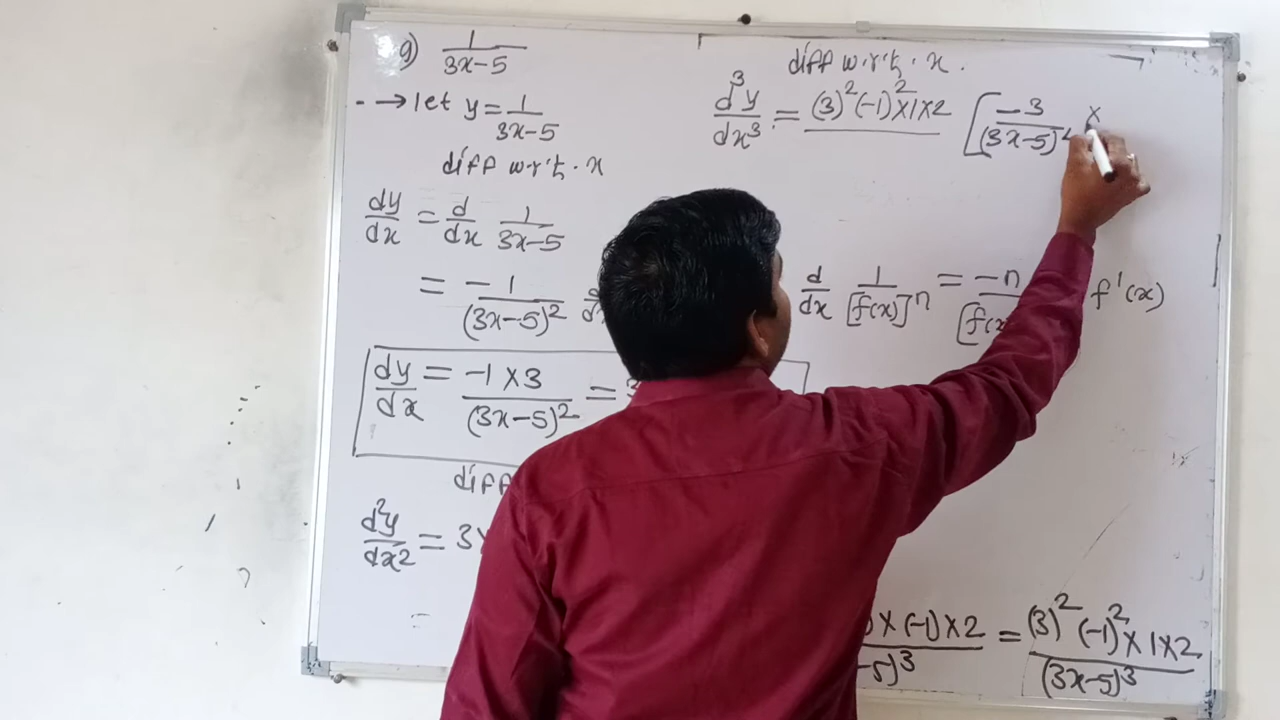 9) 1/(3x-5)
--→ let y = 1/(3x-5)
diff w.r.t. x
dy/dx = d/dx 1/(3x-5)
= -1/(3x-5)²
dy/dx = (-1×3)/(3x-5)² =
diff
d²y/dx² = 3×
diff w.r.t. x.
d³y/dx³ = (3)²(-1)²×1×2 [-3/(3x-5)⁴ ×
d/dx 1/[f(x)]ⁿ = -n/[f(x f'(x)
×(-1)×2/-5)³ = (3)²(-1)²×1×2/(3x-5)³